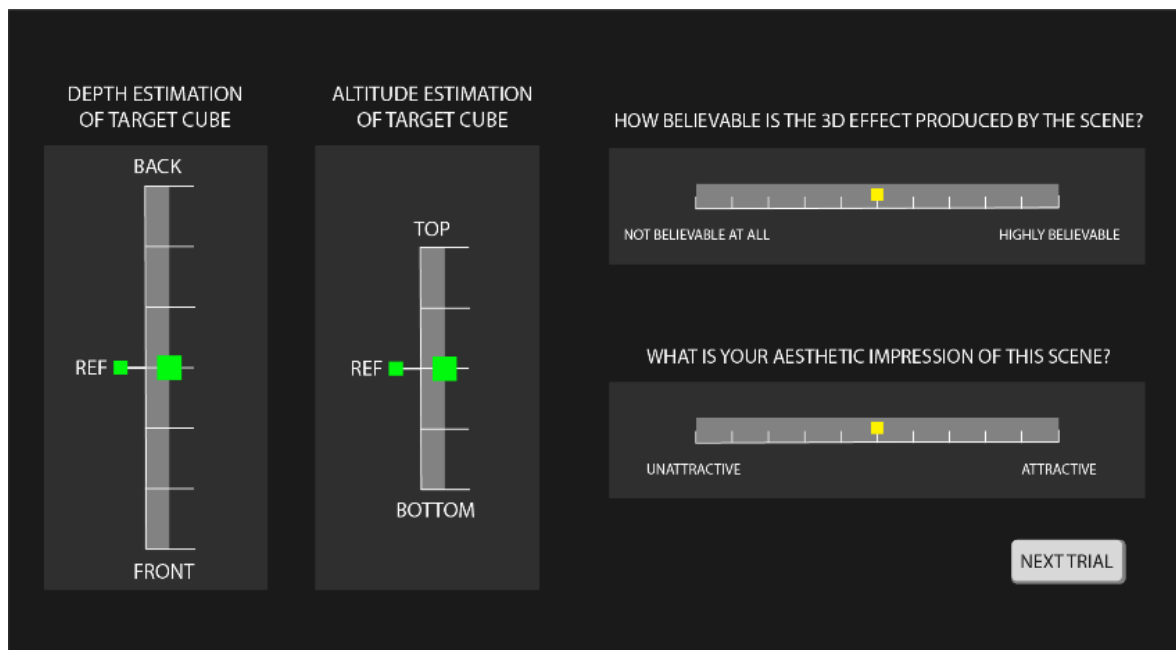 DEPTH ESTIMATION
OF TARGET CUBE
BACK
REF
FRONT
ALTITUDE ESTIMATION
OF TARGET CUBE
TOP
REF
BOTTOM
HOW BELIEVABLE IS THE 3D EFFECT PRODUCED BY THE SCENE?
NOT BELIEVABLE AT ALL
HIGHLY BELIEVABLE
WHAT IS YOUR AESTHETIC IMPRESSION OF THIS SCENE?
UNATTRACTIVE
ATTRACTIVE
NEXT TRIAL